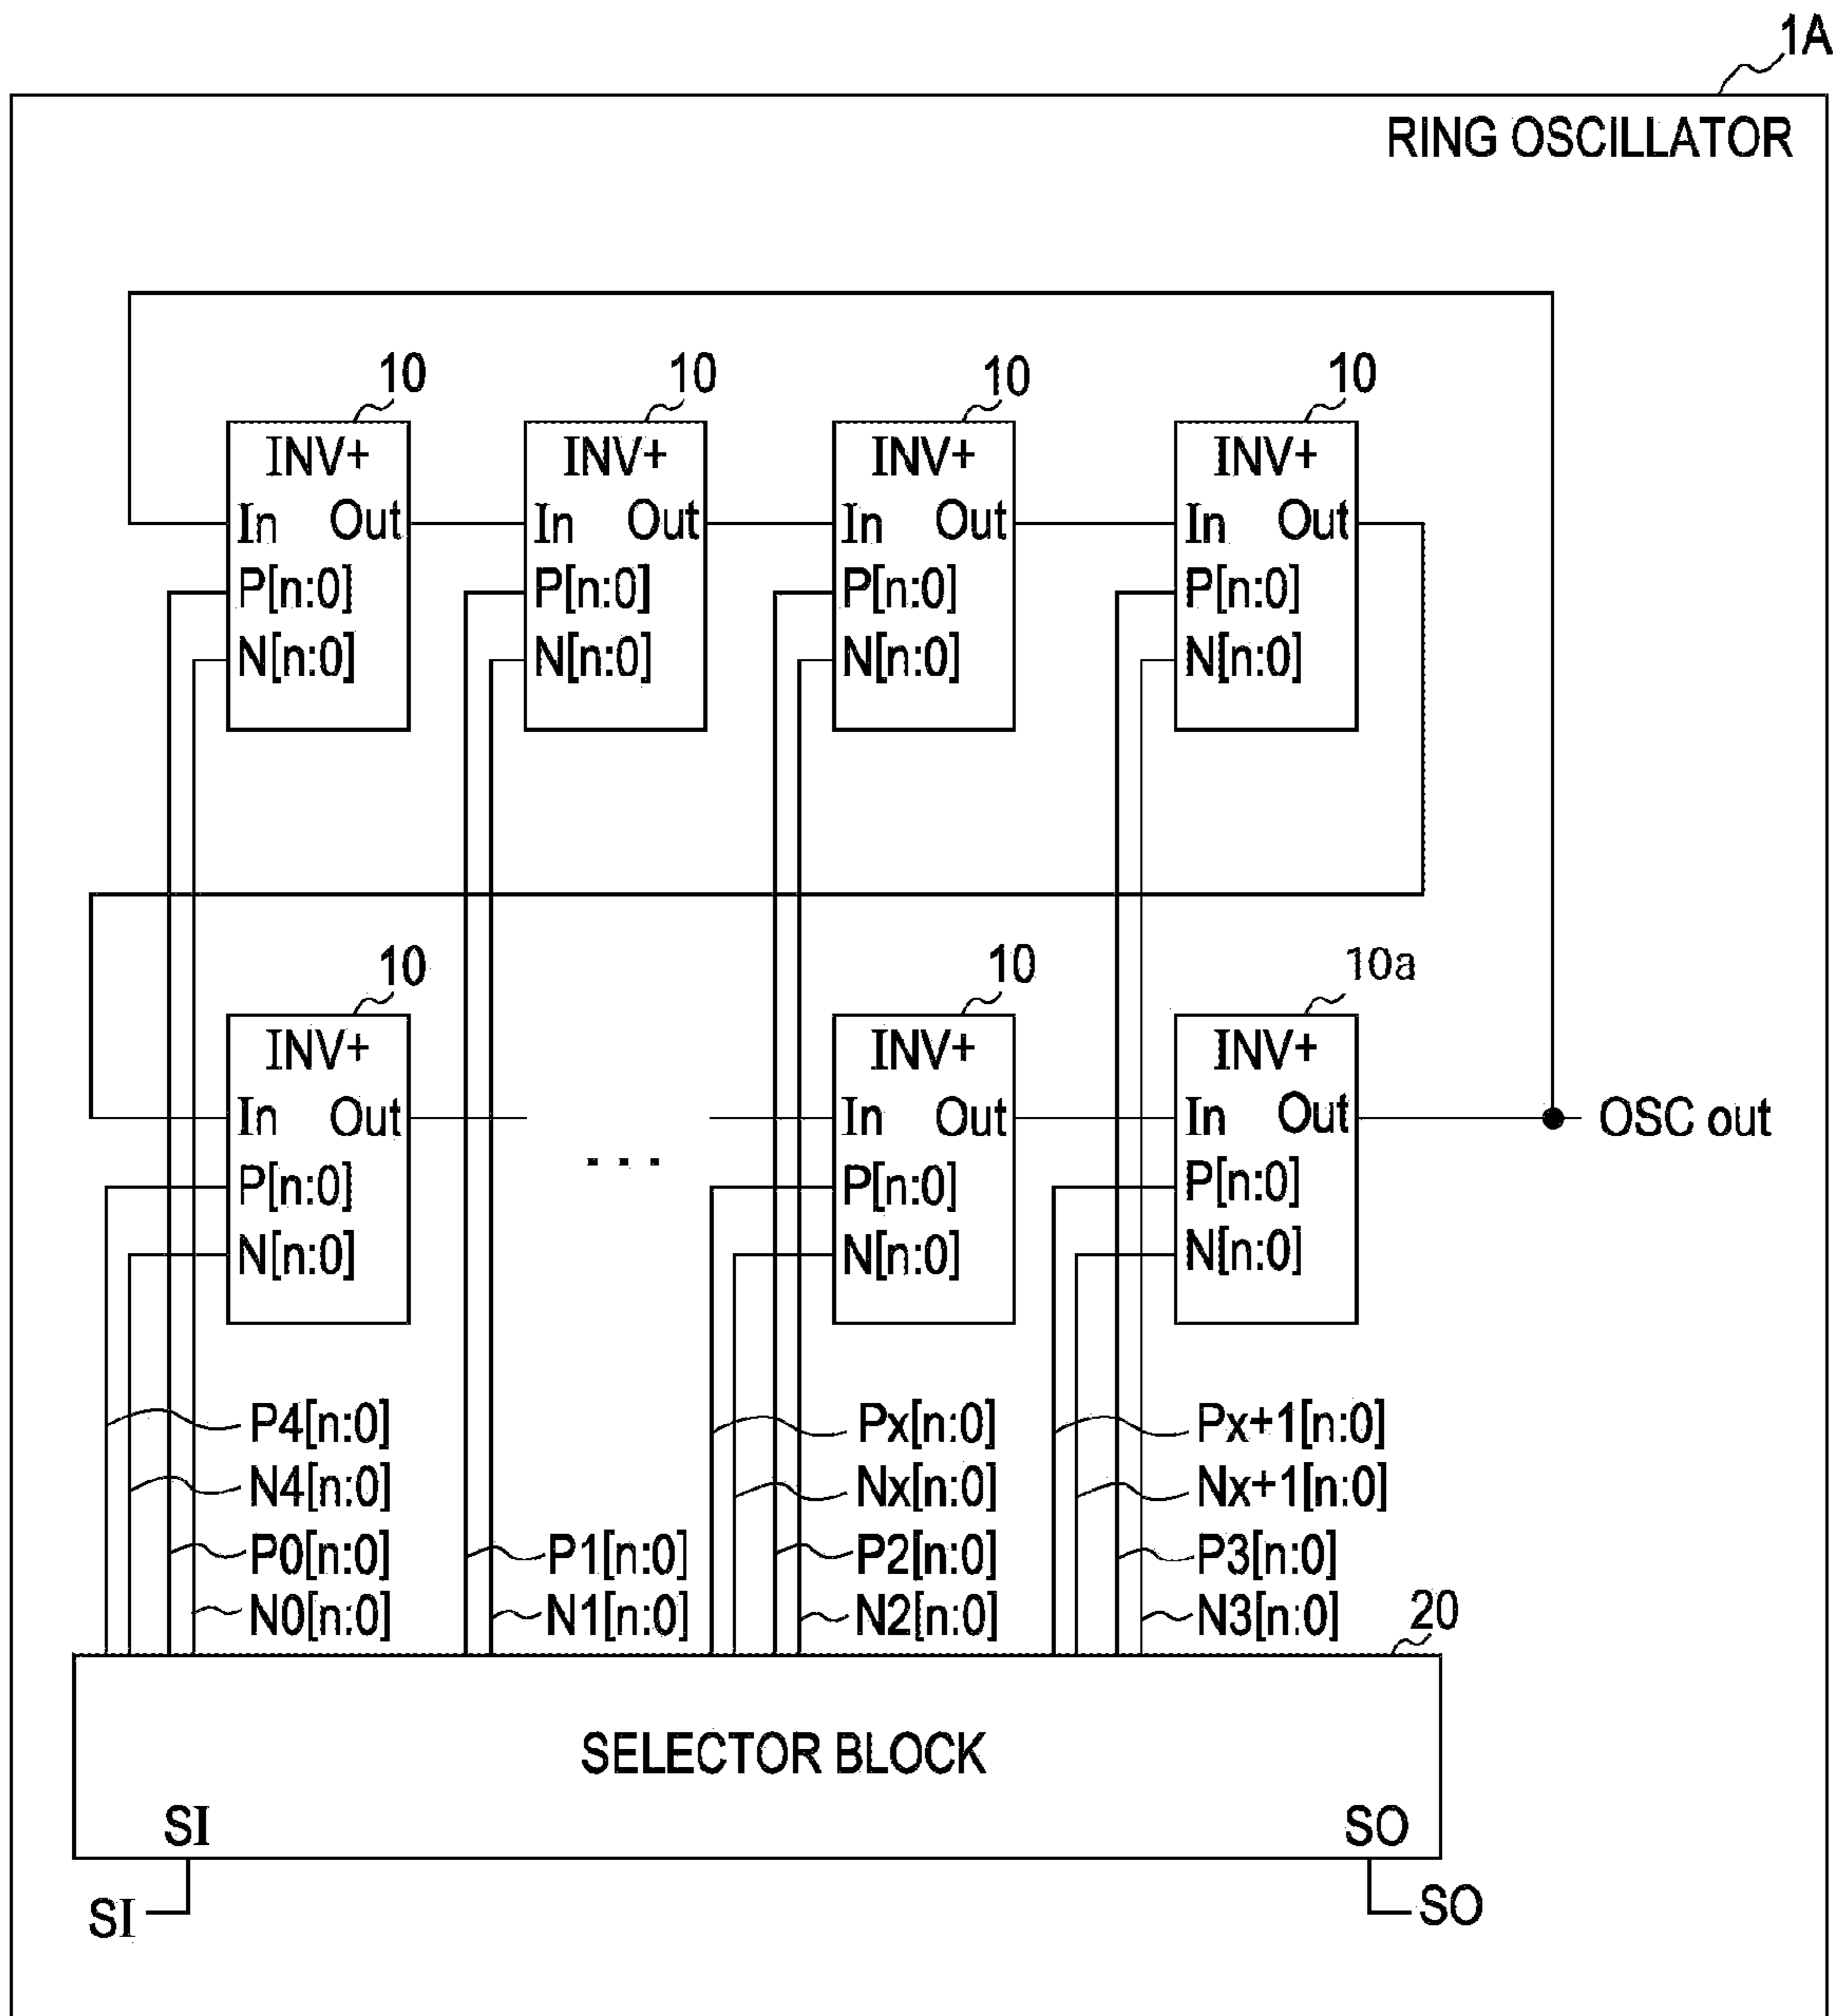 1A
RING OSCILLATOR
10 10 10 10
INV+ INV+ INV+ INV+
In Out In Out In Out In Out
P[n:0] P[n:0] P[n:0] P[n:0]
N[n:0] N[n:0] N[n:0] N[n:0]
10 10 10a
INV+ INV+ INV+
In Out In Out In Out OSC out
...
P[n:0] P[n:0] P[n:0]
N[n:0] N[n:0] N[n:0]
P4[n:0] Px[n:0] Px+1[n:0]
N4[n:0] Nx[n:0] Nx+1[n:0]
P0[n:0] P1[n:0] P2[n:0] P3[n:0]
N0[n:0] N1[n:0] N2[n:0] N3[n:0]
20
SELECTOR BLOCK
SI SO
SI SO